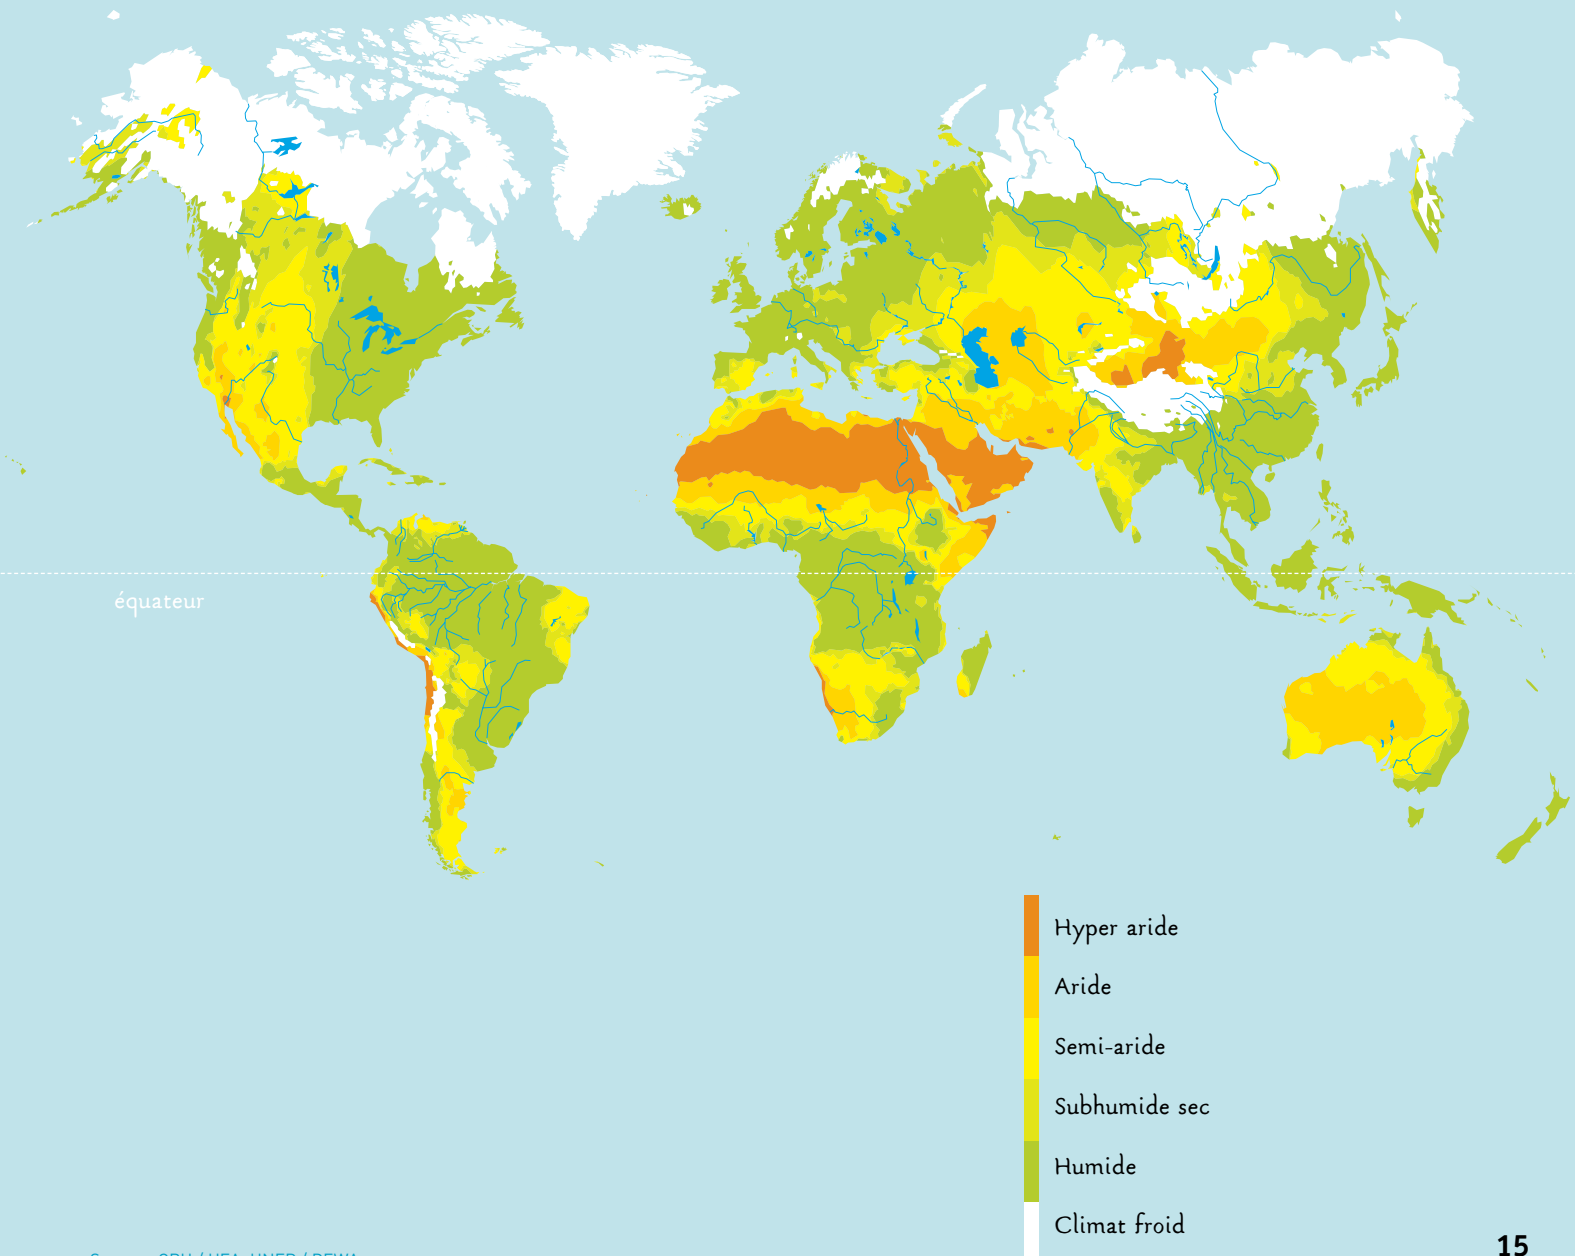 équateur
Hyper aride
Aride
Semi-aride
Subhumide sec
Humide
Climat froid
15